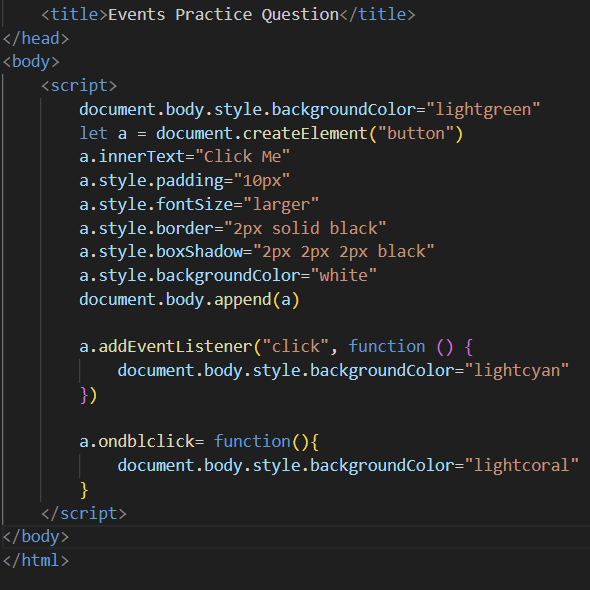 <title>Events Practice Question</title>
</head>
<body>
    <script>
        document.body.style.backgroundColor="lightgreen"
        let a = document.createElement("button")
        a.innerText="Click Me"
        a.style.padding="10px"
        a.style.fontSize="larger"
        a.style.border="2px solid black"
        a.style.boxShadow="2px 2px 2px black"
        a.style.backgroundColor="white"
        document.body.append(a)

        a.addEventListener("click", function () {
            document.body.style.backgroundColor="lightcyan"
        })

        a.ondblclick= function(){
            document.body.style.backgroundColor="lightcoral"
        }
    </script>
</body>
</html>